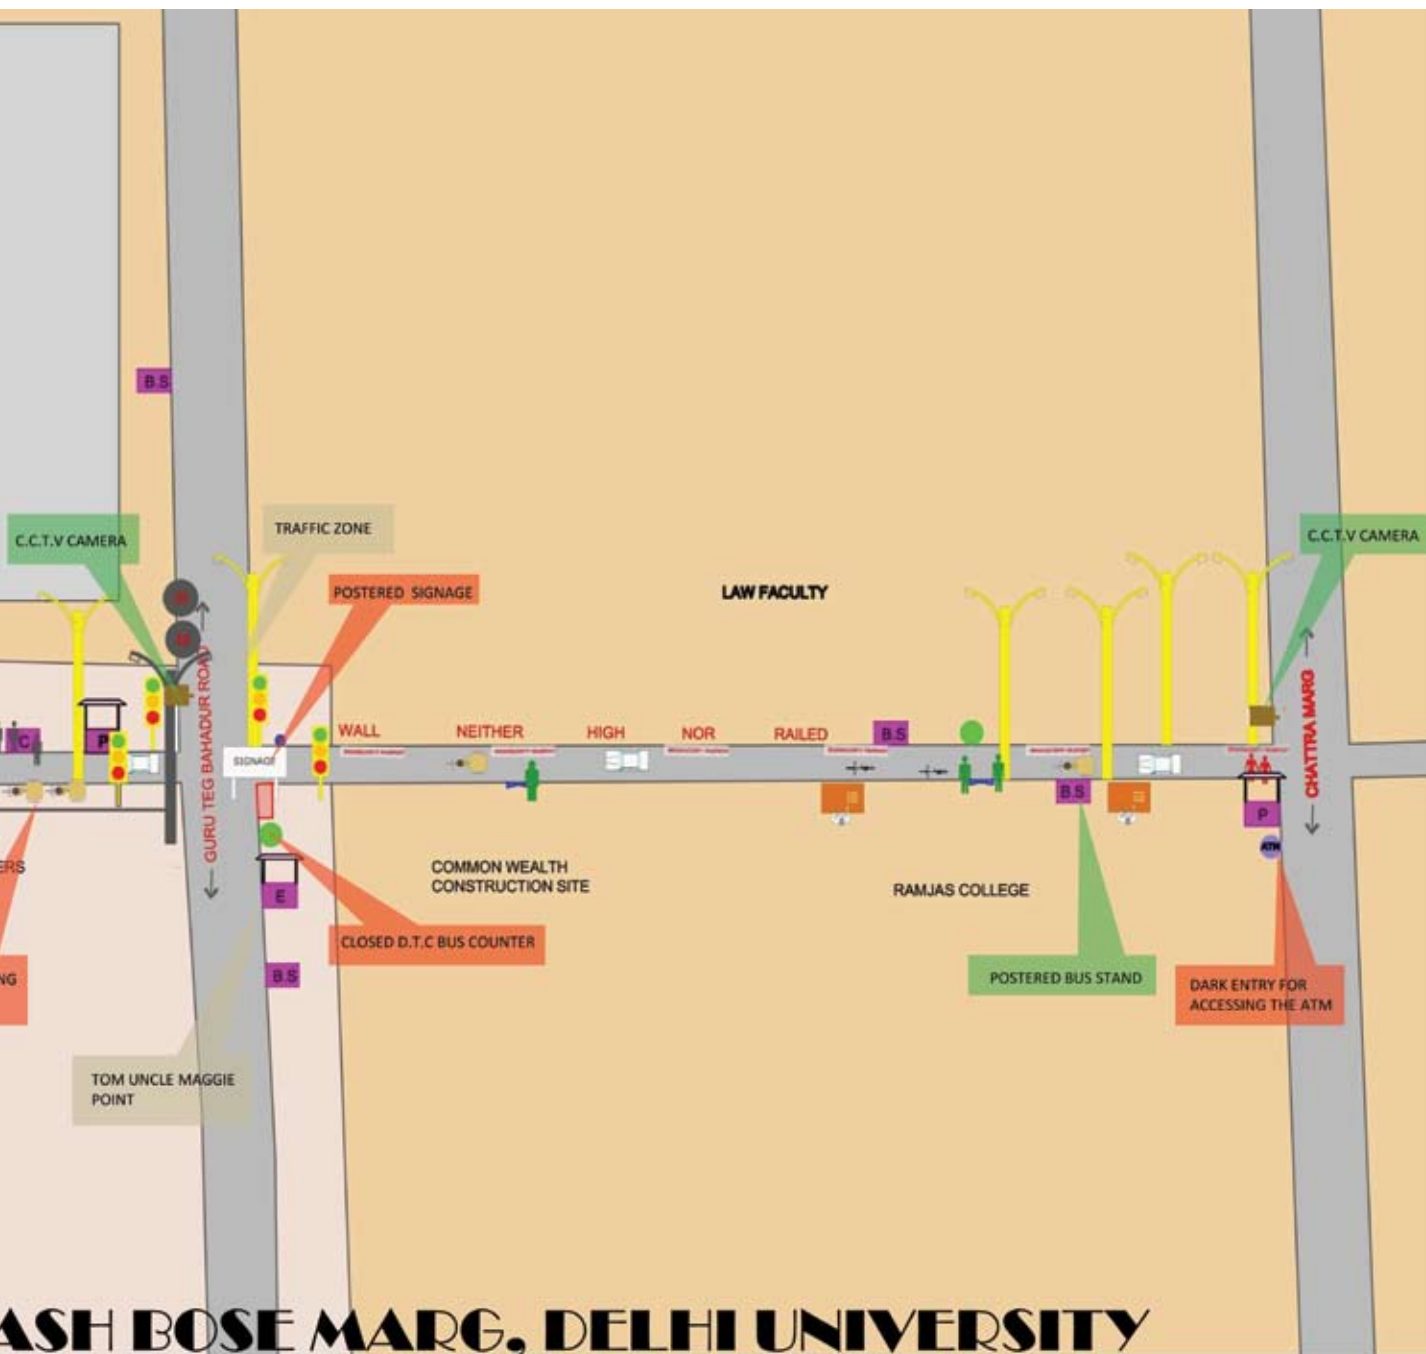 B.S
C.C.T.V CAMERA
TRAFFIC ZONE
C.C.T.V CAMERA
POSTERED SIGNAGE
LAW FACULTY
GURU TEG BAHADUR ROAD
CHATTRA MARG
WALL NEITHER HIGH NOR RAILED
B.S
C
P
SIGNAGE
B.S
P
ATM
ERS
COMMON WEALTH
CONSTRUCTION SITE
RAMJAS COLLEGE
E
CLOSED D.T.C BUS COUNTER
B.S
NG
POSTERED BUS STAND
DARK ENTRY FOR
ACCESSING THE ATM
TOM UNCLE MAGGIE
POINT
ASH BOSE MARG, DELHI UNIVERSITY